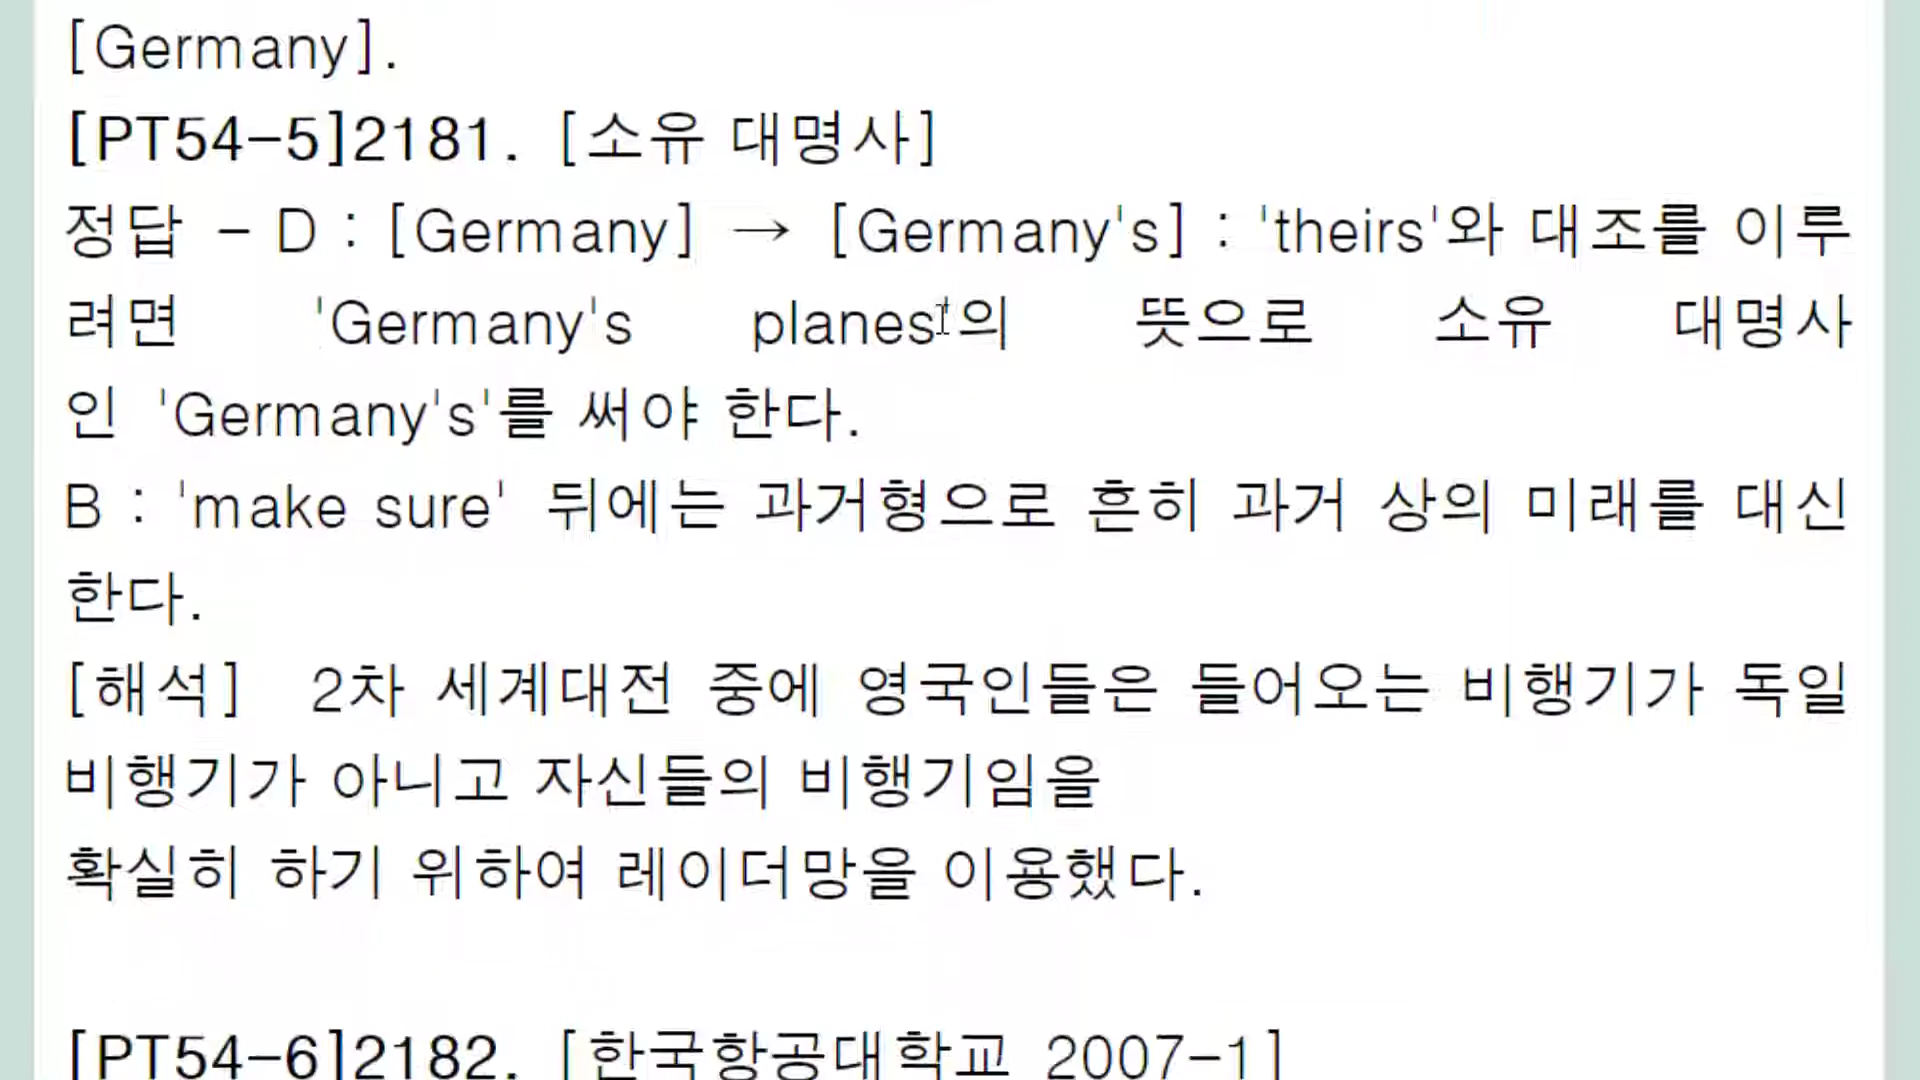 [Germany].
[PT54-5]2181. [소유 대명사]
정답 - D : [Germany] → [Germany's] : 'theirs'와 대조를 이루
려면 'Germany's planes'의 뜻으로 소유 대명사
인 'Germany's'를 써야 한다.
B : 'make sure' 뒤에는 과거형으로 흔히 과거 상의 미래를 대신
한다.
[해석] 2차 세계대전 중에 영국인들은 들어오는 비행기가 독일
비행기가 아니고 자신들의 비행기임을
확실히 하기 위하여 레이더망을 이용했다.
[PT54-6]2182. [한국항공대학교 2007-1]